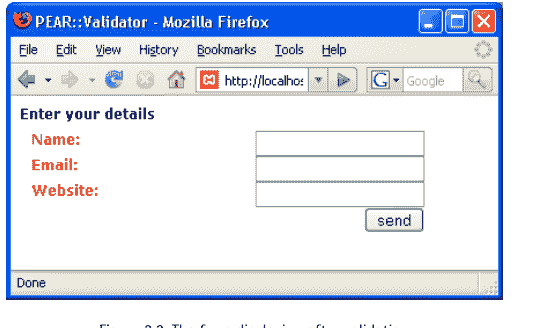 PEAR::Validator - Mozilla Firefox
File Edit View History Bookmarks Tools Help
http://localhos G Google
Enter your details
Name:
Email:
Website:
send
Done